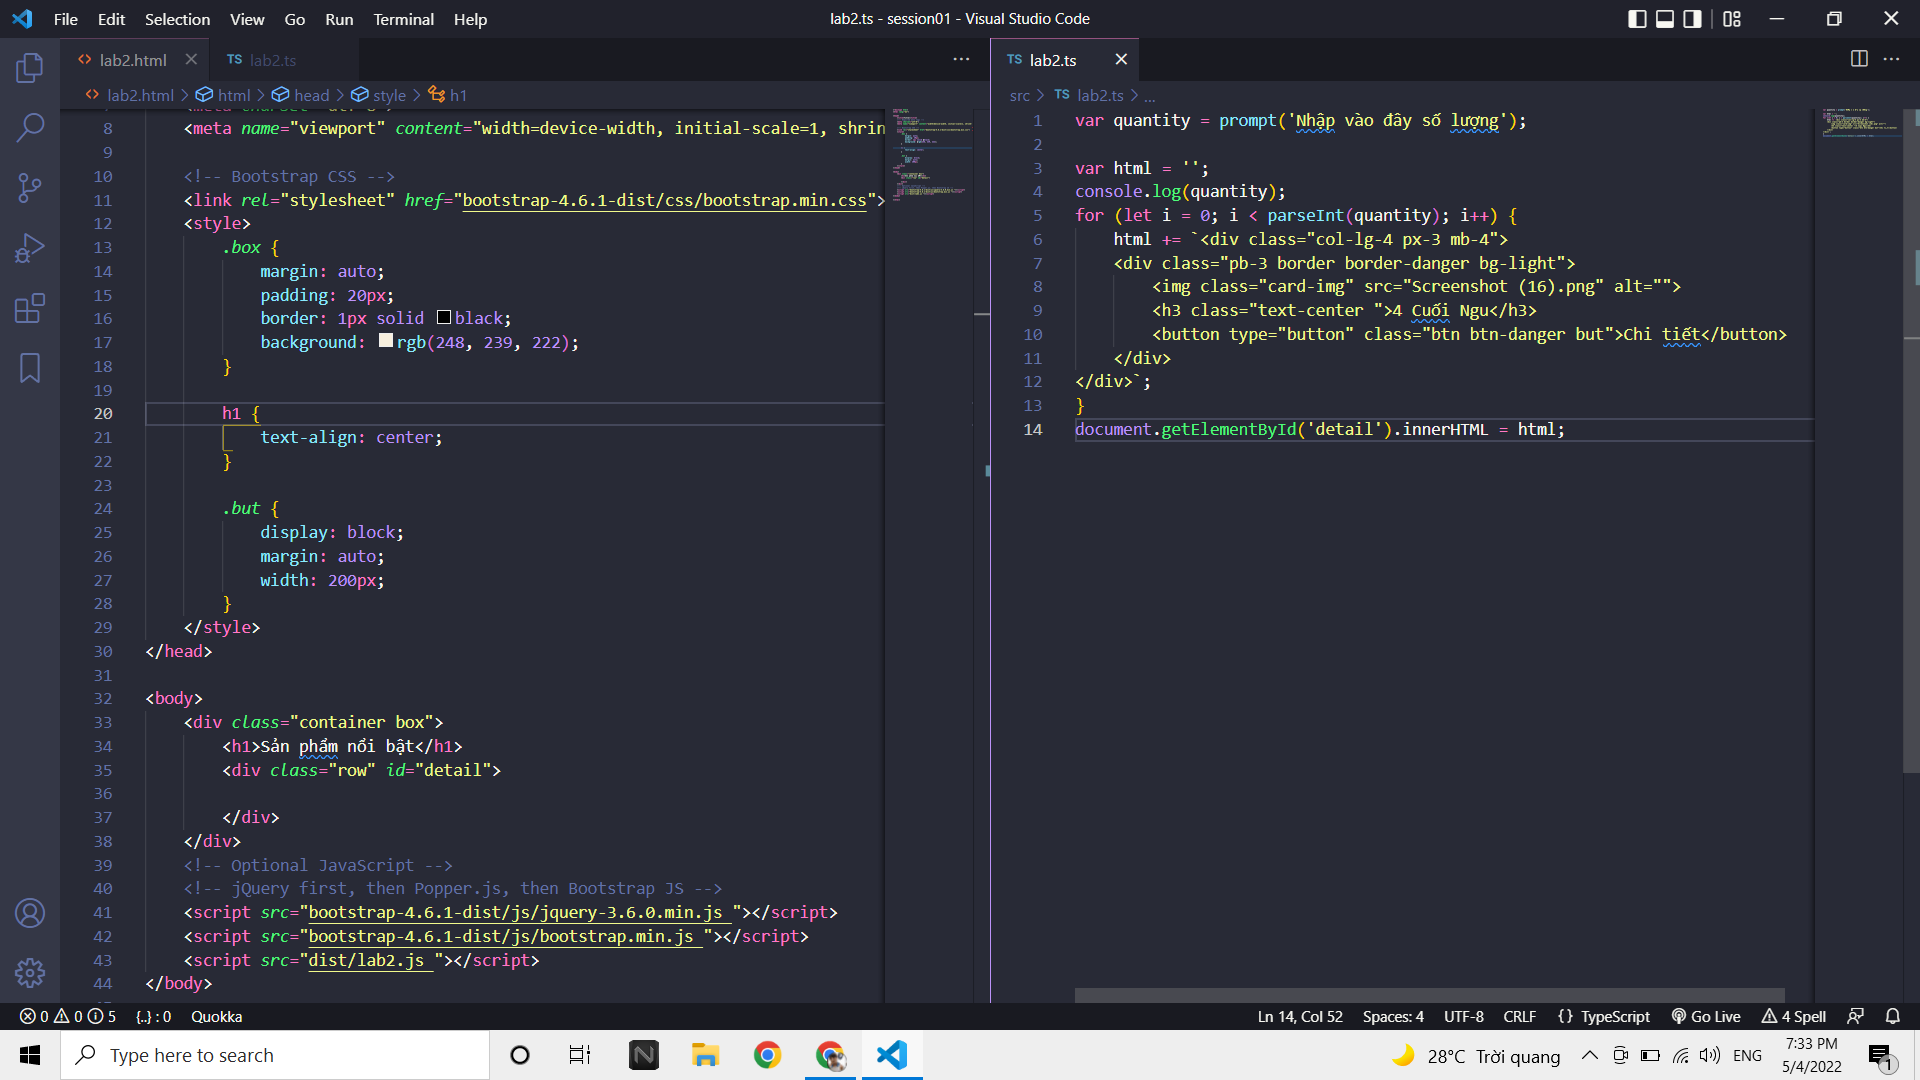 File Edit Selection View Go Run Terminal Help
lab2.ts - session01 - Visual Studio Code
<> lab2.html TS lab2.ts
<> lab2.html > html > head > style > h1
8 <meta name="viewport" content="width=device-width, initial-scale=1, shrin
9
10 <!-- Bootstrap CSS -->
11 <link rel="stylesheet" href="bootstrap-4.6.1-dist/css/bootstrap.min.css">
12 <style>
13 .box {
14 margin: auto;
15 padding: 20px;
16 border: 1px solid black;
17 background: rgb(248, 239, 222);
18 }
19
20 h1 {
21 text-align: center;
22 }
23
24 .but {
25 display: block;
26 margin: auto;
27 width: 200px;
28 }
29 </style>
30 </head>
31
32 <body>
33 <div class="container box">
34 <h1>Sản phẩm nổi bật</h1>
35 <div class="row" id="detail">
36
37 </div>
38 </div>
39 <!-- Optional JavaScript -->
40 <!-- jQuery first, then Popper.js, then Bootstrap JS -->
41 <script src="bootstrap-4.6.1-dist/js/jquery-3.6.0.min.js "></script>
42 <script src="bootstrap-4.6.1-dist/js/bootstrap.min.js "></script>
43 <script src="dist/lab2.js "></script>
44 </body>
TS lab2.ts
src > TS lab2.ts > ...
1 var quantity = prompt('Nhập vào đây số lượng');
2
3 var html = '';
4 console.log(quantity);
5 for (let i = 0; i < parseInt(quantity); i++) {
6 html += `<div class="col-lg-4 px-3 mb-4">
7 <div class="pb-3 border border-danger bg-light">
8 <img class="card-img" src="Screenshot (16).png" alt="">
9 <h3 class="text-center ">4 Cuối Ngu</h3>
10 <button type="button" class="btn btn-danger but">Chi tiết</button>
11 </div>
12 </div>`;
13 }
14 document.getElementById('detail').innerHTML = html;
0 0 5 {..} : 0 Quokka
Ln 14, Col 52 Spaces: 4 UTF-8 CRLF {} TypeScript Go Live 4 Spell
Type here to search
28°C Trời quang ENG
7:33 PM
5/4/2022
1